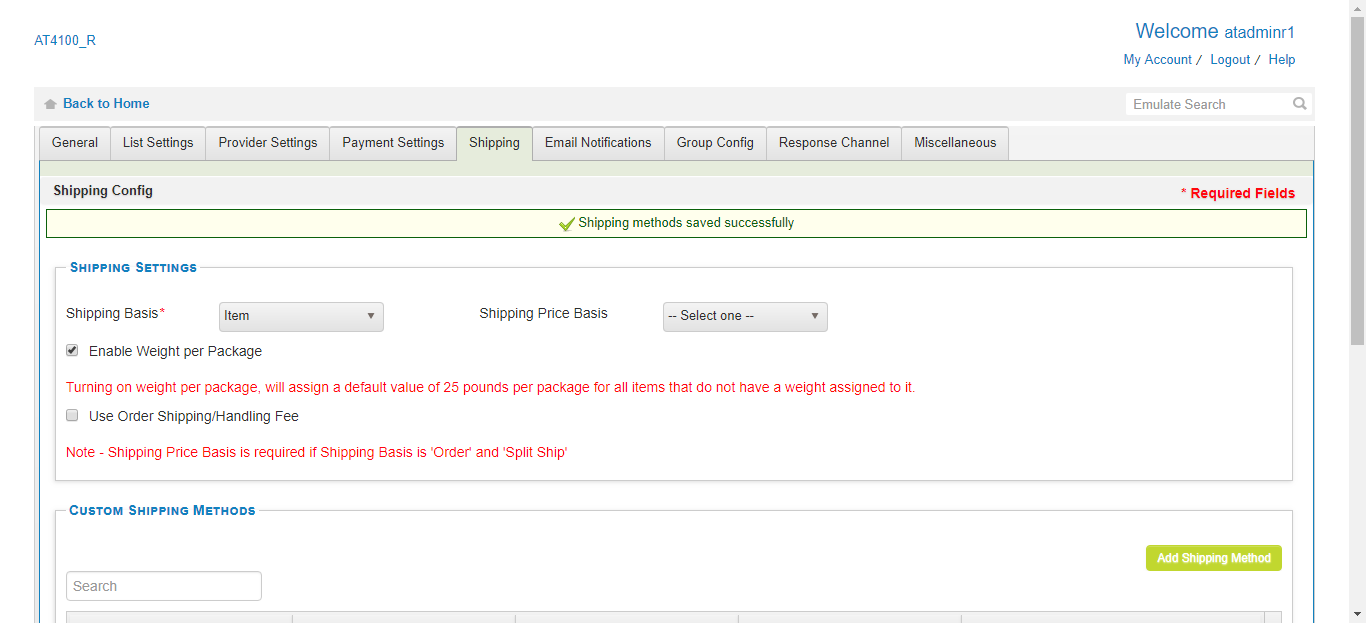 Welcome atadminr1
AT4100_R
My Account / Logout / Help
Back to Home
Emulate Search
General List Settings Provider Settings Payment Settings Shipping Email Notifications Group Config Response Channel Miscellaneous
Shipping Config
* Required Fields
Shipping methods saved successfully
Shipping Settings
Shipping Basis* Item Shipping Price Basis -- Select one --
Enable Weight per Package
Turning on weight per package, will assign a default value of 25 pounds per package for all items that do not have a weight assigned to it.
Use Order Shipping/Handling Fee
Note - Shipping Price Basis is required if Shipping Basis is 'Order' and 'Split Ship'
Custom Shipping Methods
Add Shipping Method
Search